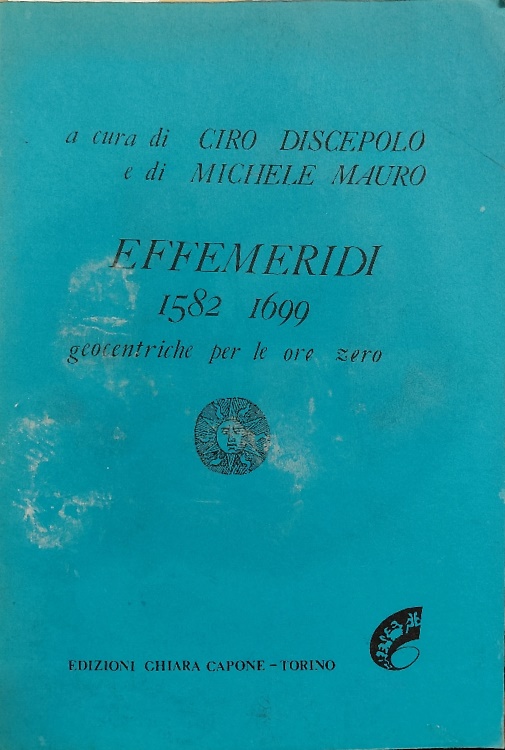 a cura di CIRO DISCEPOLO
e di MICHELE MAURO
EFFEMERIDI
1582 1699
geocentriche per le ore zero
EDIZIONI CHIARA CAPONE - TORINO